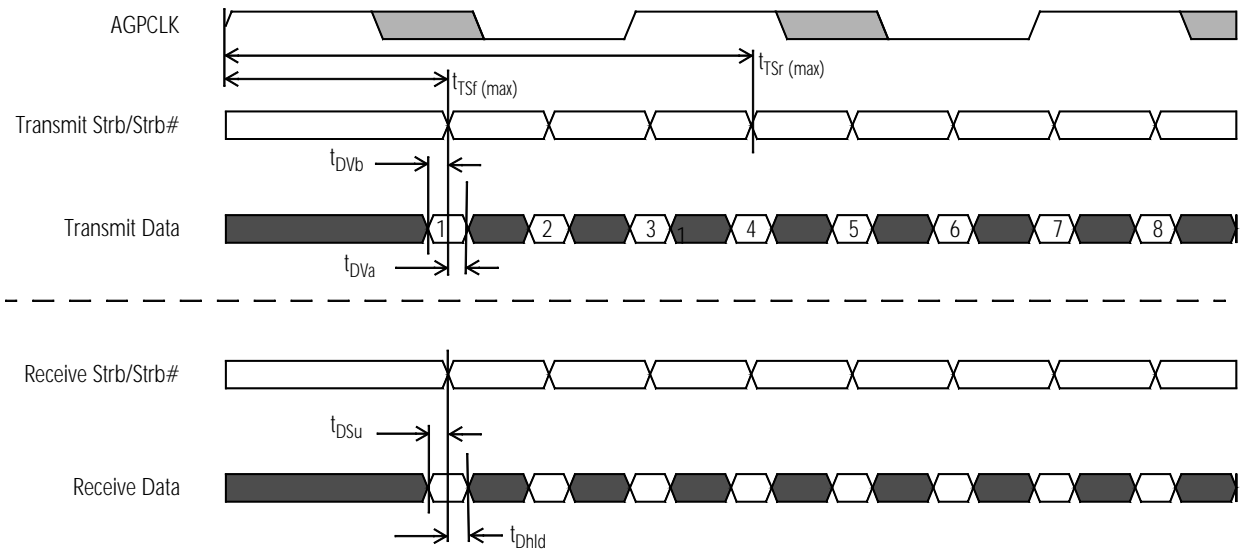 AGPCLK
tTSr (max)
tTSf (max)
Transmit Strb/Strb#
tDVb
Transmit Data
1 2 3 1 4 5 6 7 8
tDVa
Receive Strb/Strb#
tDSu
Receive Data
tDhld